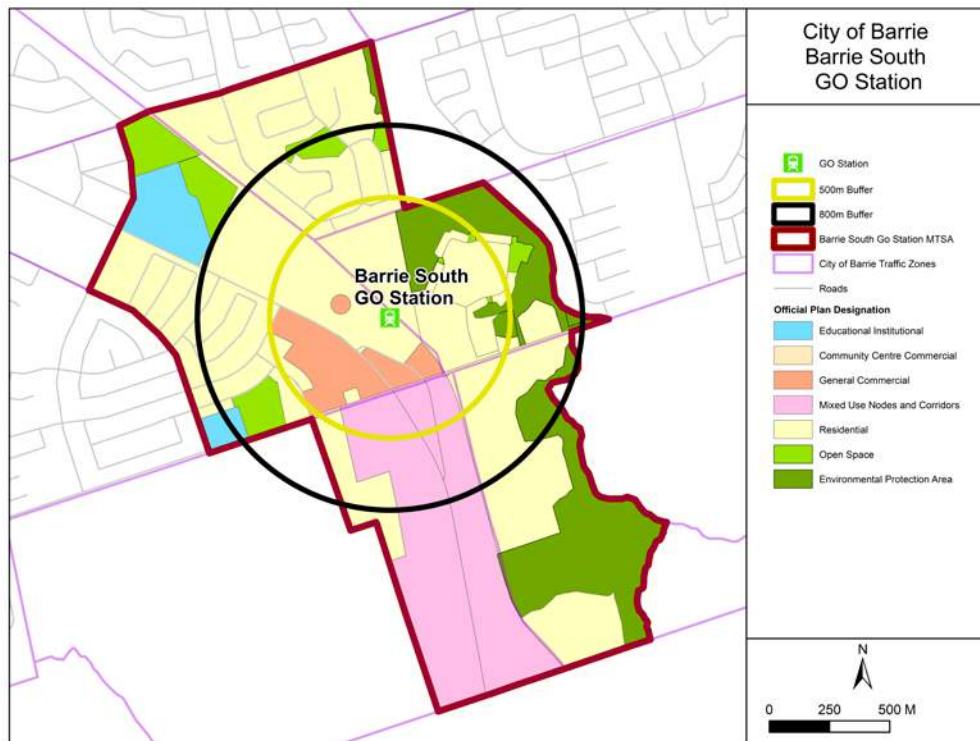 City of Barrie
Barrie South
GO Station
Barrie South
GO Station
GO Station
500m Buffer
800m Buffer
Barrie South Go Station MTSA
City of Barrie Traffic Zones
Roads
Official Plan Designation
Educational Institutional
Community Centre Commercial
General Commercial
Mixed Use Nodes and Corridors
Residential
Open Space
Environmental Protection Area
N
0 250 500 M